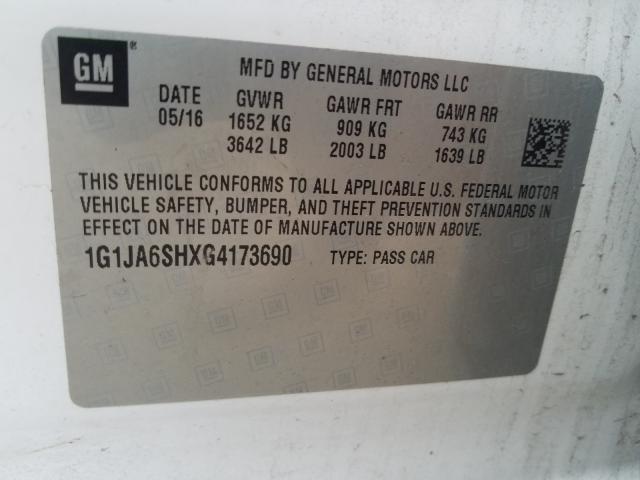 GM ®
MFD BY GENERAL MOTORS LLC
DATE GVWR GAWR FRT GAWR RR
05/16 1652 KG 909 KG 743 KG
3642 LB 2003 LB 1639 LB
THIS VEHICLE CONFORMS TO ALL APPLICABLE U.S. FEDERAL MOTOR
VEHICLE SAFETY, BUMPER, AND THEFT PREVENTION STANDARDS IN
EFFECT ON THE DATE OF MANUFACTURE SHOWN ABOVE.
1G1JA6SHXG4173690 TYPE: PASS CAR